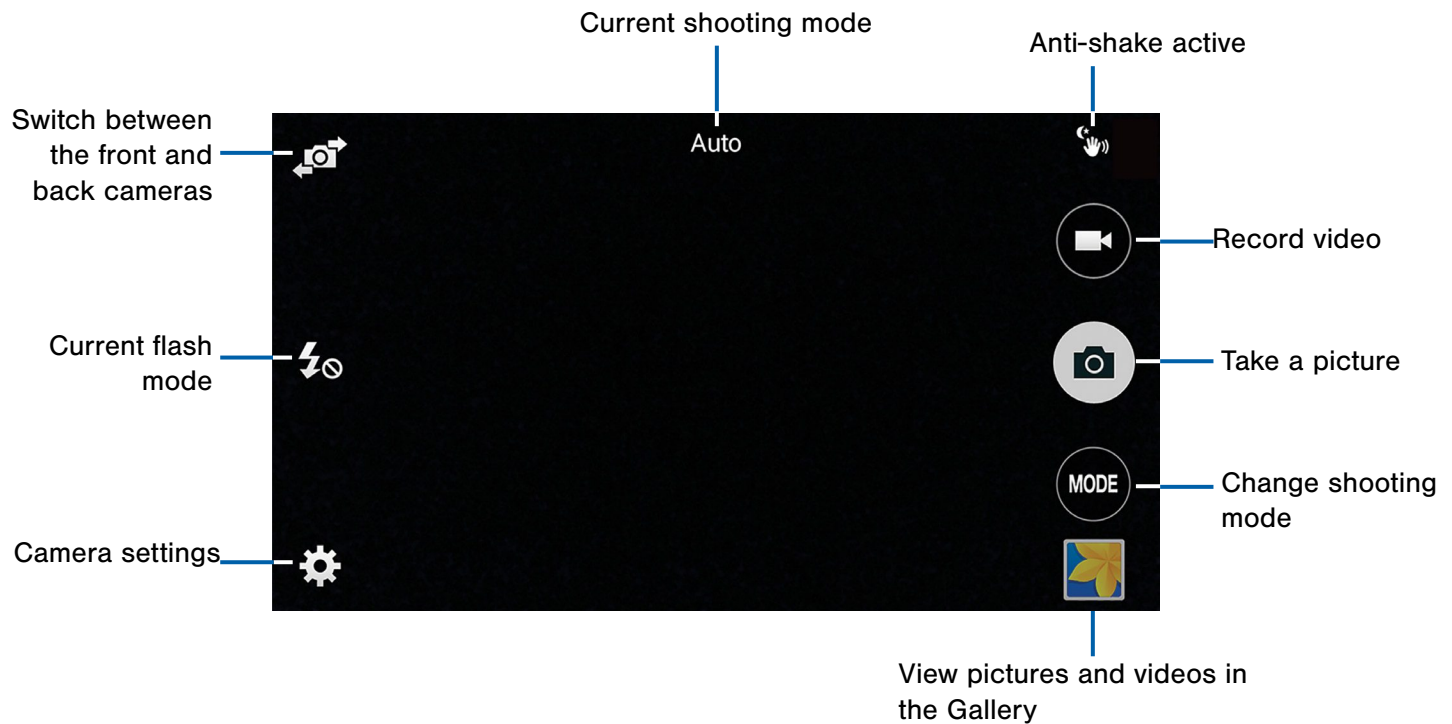 Current shooting mode
Anti-shake active
Switch between
the front and
back cameras
Auto
Record video
Current flash
mode
Take a picture
MODE
Change shooting
mode
Camera settings
View pictures and videos in
the Gallery